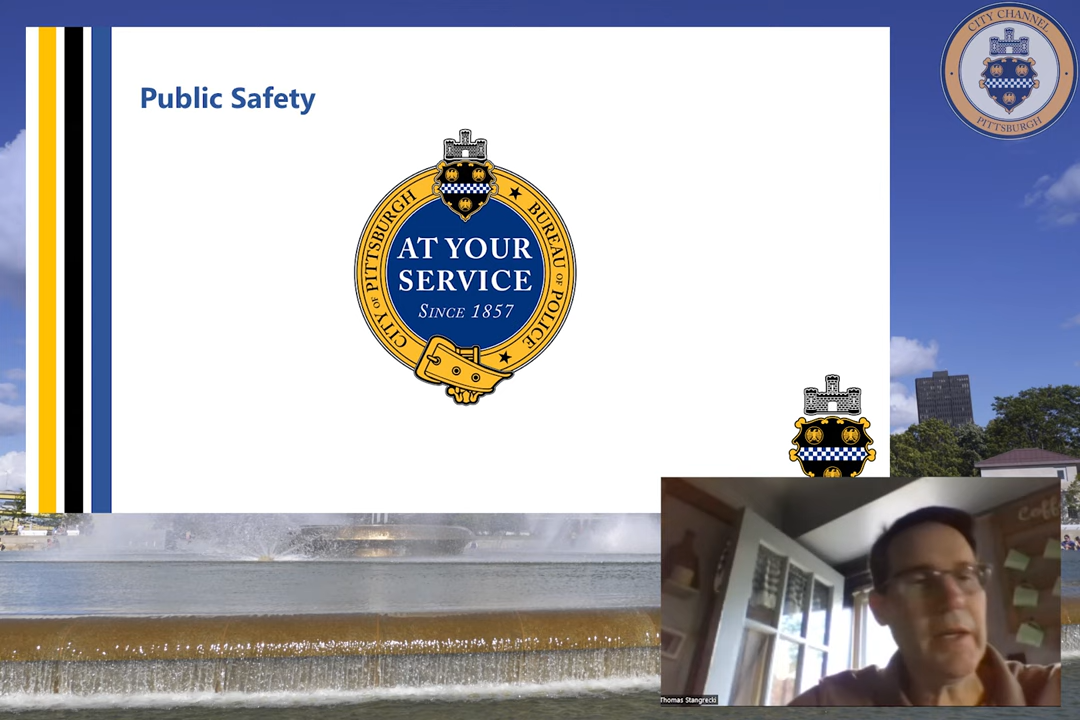 CITY CHANNEL
PITTSBURGH
Public Safety
CITY OF PITTSBURGH
BUREAU OF POLICE
AT YOUR
SERVICE
SINCE 1857
Thomas Stangrecki